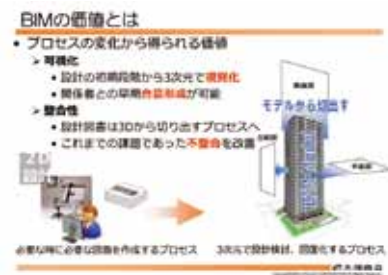 BIMの価値とは
• プロセスの変化から得られる価値
➢ 可視化
• 設計の初期段階から3次元で視覚化
• 関係者との早期合意形成が可能
➢ 整合性
• 設計図書は3Dから切り出すプロセスへ
• これまでの課題であった不整合を改善
モデルから切出す
必要な時に必要な図面を作成するプロセス
3次元で設計検討、図面化するプロセス